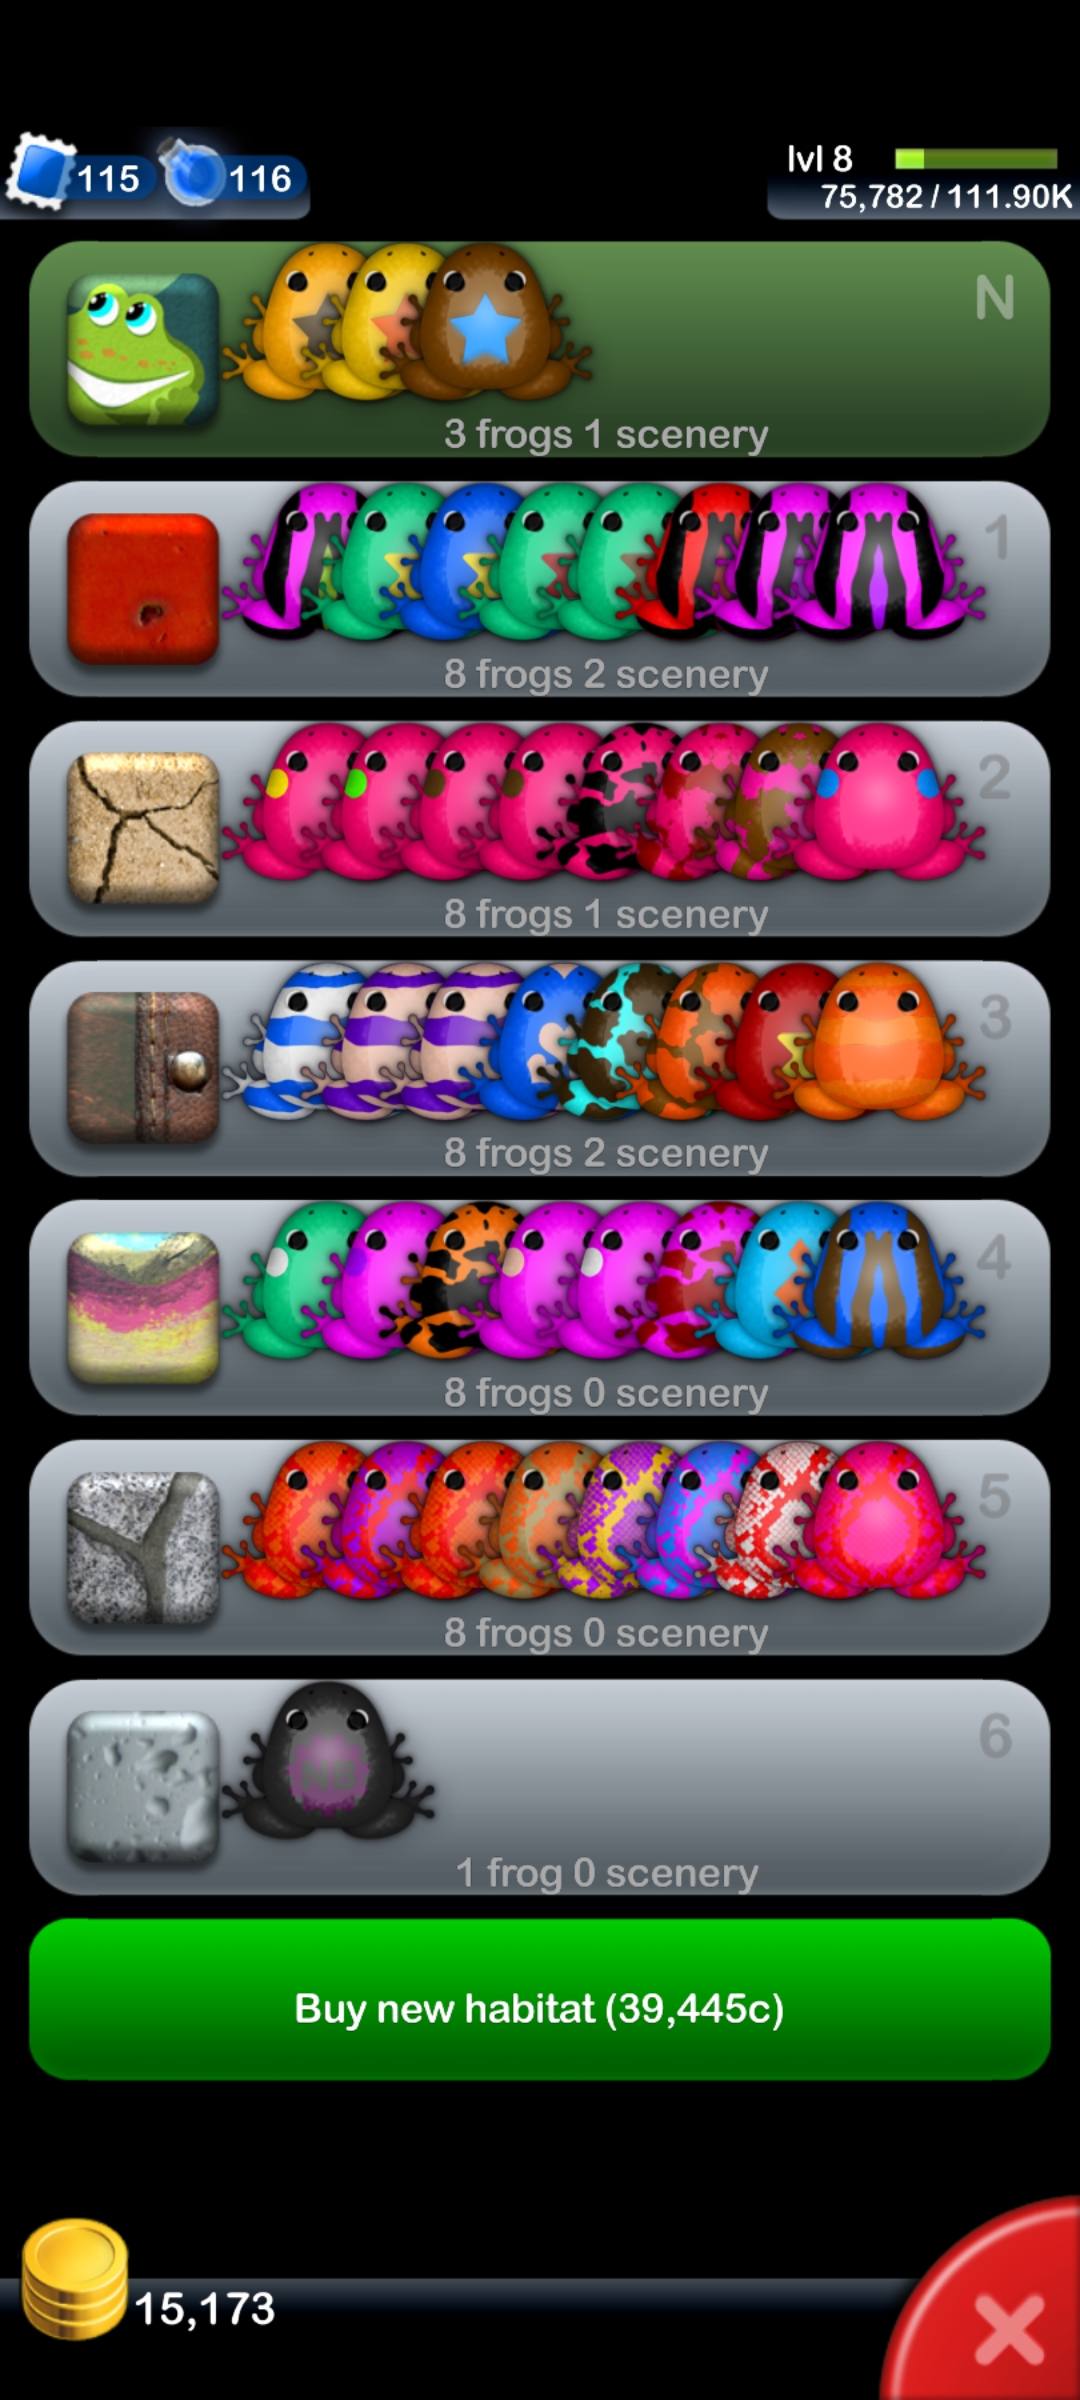 115 116
lvl 8
75,782 / 111.90K
N
3 frogs 1 scenery
1
8 frogs 2 scenery
2
8 frogs 1 scenery
3
8 frogs 2 scenery
4
8 frogs 0 scenery
5
8 frogs 0 scenery
6
NB
1 frog 0 scenery
Buy new habitat (39,445c)
15,173